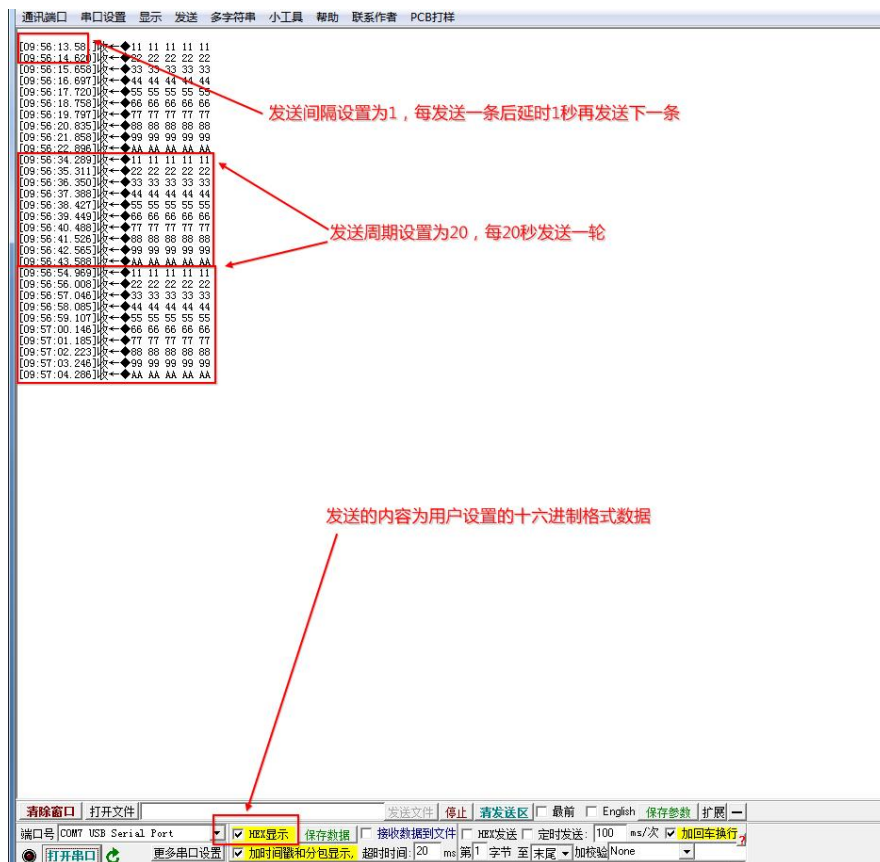 通讯端口 串口设置 显示 发送 多字符串 小工具 帮助 联系作者 PCB打样
[09:56:13.58 ]收←◆11 11 11 11 11
[09:56:14.620]收←◆22 22 22 22 22
[09:56:15.658]收←◆33 33 33 33 33
[09:56:16.697]收←◆44 44 44 44 44
[09:56:17.720]收←◆55 55 55 55 55
[09:56:18.758]收←◆66 66 66 66 66
[09:56:19.797]收←◆77 77 77 77 77
[09:56:20.835]收←◆88 88 88 88 88
[09:56:21.858]收←◆99 99 99 99 99
[09:56:22.896]收←◆AA AA AA AA AA
[09:56:34.289]收←◆11 11 11 11 11
[09:56:35.311]收←◆22 22 22 22 22
[09:56:36.350]收←◆33 33 33 33 33
[09:56:37.388]收←◆44 44 44 44 44
[09:56:38.427]收←◆55 55 55 55 55
[09:56:39.449]收←◆66 66 66 66 66
[09:56:40.488]收←◆77 77 77 77 77
[09:56:41.526]收←◆88 88 88 88 88
[09:56:42.565]收←◆99 99 99 99 99
[09:56:43.588]收←◆AA AA AA AA AA
[09:56:54.969]收←◆11 11 11 11 11
[09:56:56.008]收←◆22 22 22 22 22
[09:56:57.046]收←◆33 33 33 33 33
[09:56:58.085]收←◆44 44 44 44 44
[09:56:59.107]收←◆55 55 55 55 55
[09:57:00.146]收←◆66 66 66 66 66
[09:57:01.185]收←◆77 77 77 77 77
[09:57:02.223]收←◆88 88 88 88 88
[09:57:03.246]收←◆99 99 99 99 99
[09:57:04.286]收←◆AA AA AA AA AA
发送间隔设置为1，每发送一条后延时1秒再发送下一条
发送周期设置为20，每20秒发送一轮
发送的内容为用户设置的十六进制格式数据
清除窗口 打开文件 发送文件 停止 清发送区 最前 English 保存参数 扩展 —
端口号 COM7 USB Serial Port HEX显示 保存数据 接收数据到文件 HEX发送 定时发送: 100 ms/次 加回车换行
打开串口 更多串口设置 加时间戳和分包显示, 超时时间: 20 ms 第 1 字节 至 末尾 加校验 None